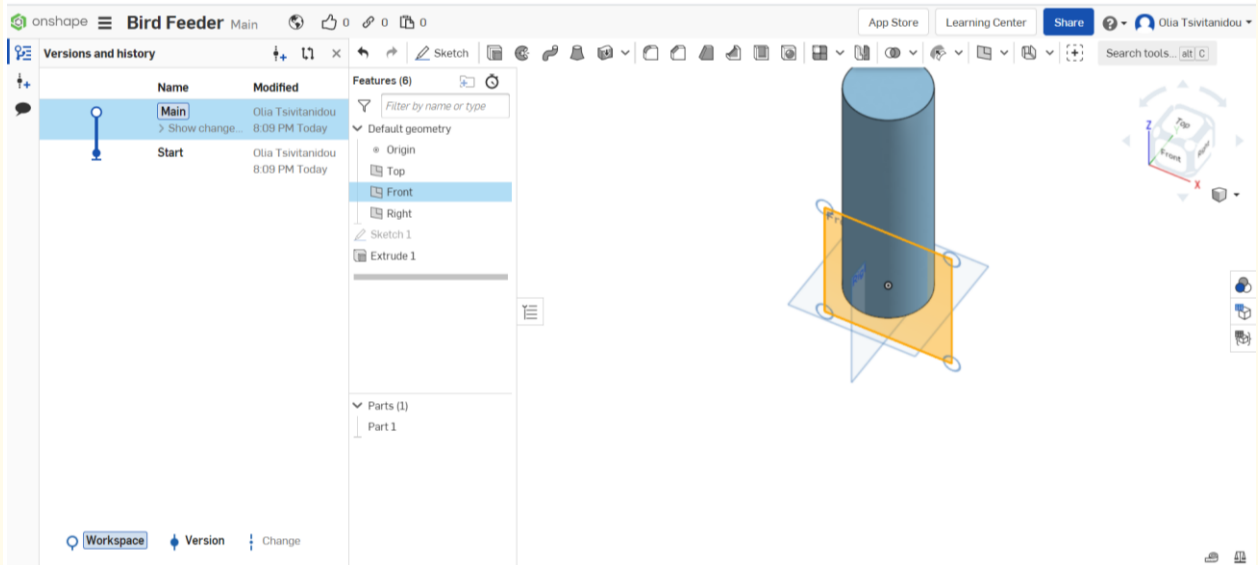 onshape Bird Feeder Main 0 0 0 App Store Learning Center Share Olia Tsivitanidou
Versions and history
Sketch
Search tools... alt C
Name Modified
Main Olia Tsivitanidou
Show change... 8:09 PM Today
Start Olia Tsivitanidou
8:09 PM Today
Workspace Version Change
Features (6)
Filter by name or type
Default geometry
Origin
Top
Front
Right
Sketch 1
Extrude 1
Parts (1)
Part 1
Z
Top
Front
Right
X